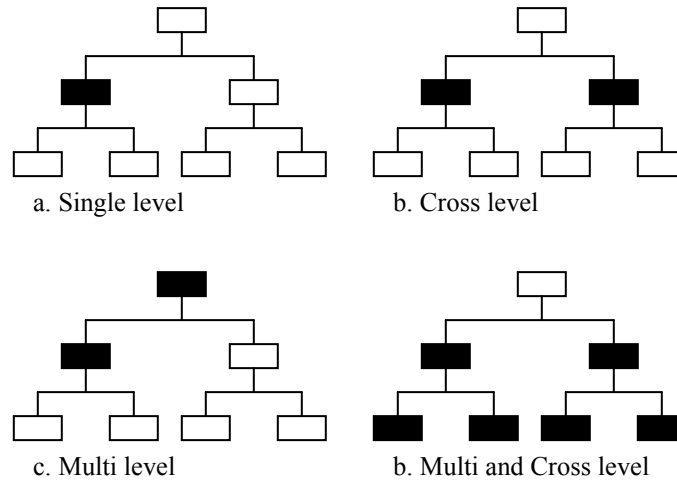 a. Single level
b. Cross level
c. Multi level
b. Multi and Cross level